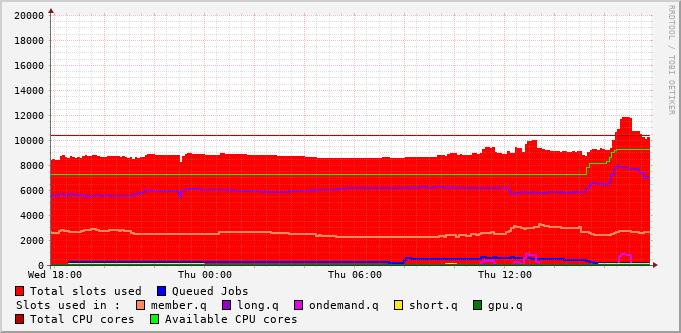 20000
18000
16000
14000
12000
10000
8000
6000
4000
2000
0
Wed 18:00 Thu 00:00 Thu 06:00 Thu 12:00
RRDTOOL / TOBI OETIKER
Total slots used Queued Jobs
Slots used in : member.q long.q ondemand.q short.q gpu.q
Total CPU cores Available CPU cores